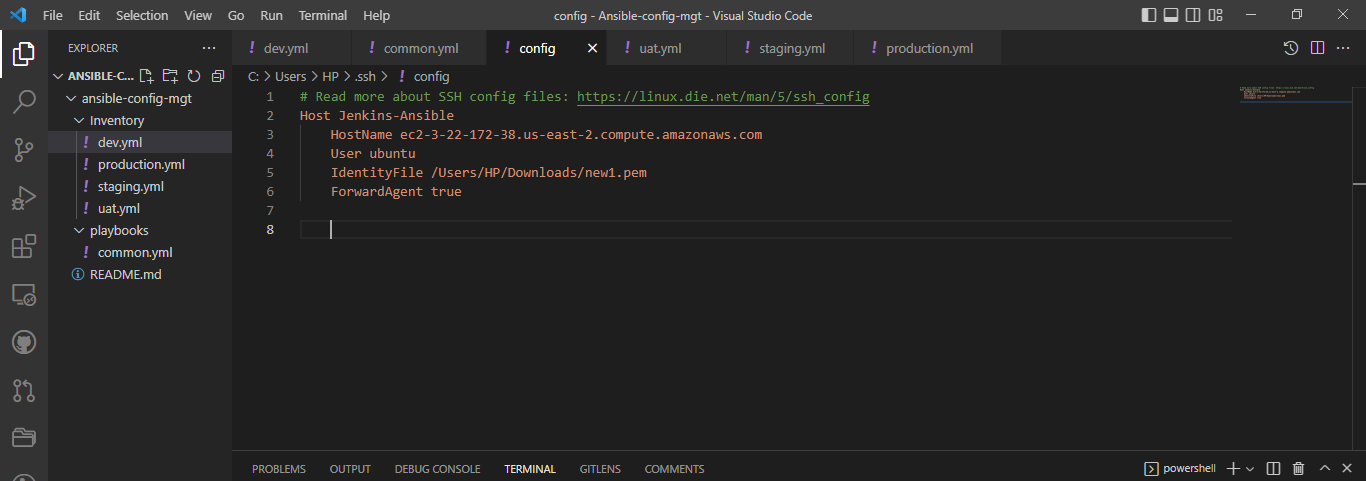 File Edit Selection View Go Run Terminal Help config - Ansible-config-mgt - Visual Studio Code
EXPLORER ···
ANSIBLE-C...
ansible-config-mgt
Inventory
! dev.yml
! production.yml
! staging.yml
! uat.yml
playbooks
! common.yml
README.md
! dev.yml ! common.yml ! config ! uat.yml ! staging.yml ! production.yml
C: > Users > HP > .ssh > ! config
1 # Read more about SSH config files: https://linux.die.net/man/5/ssh_config
2 Host Jenkins-Ansible
3 HostName ec2-3-22-172-38.us-east-2.compute.amazonaws.com
4 User ubuntu
5 IdentityFile /Users/HP/Downloads/new1.pem
6 ForwardAgent true
7
8
PROBLEMS OUTPUT DEBUG CONSOLE TERMINAL GITLENS COMMENTS powershell